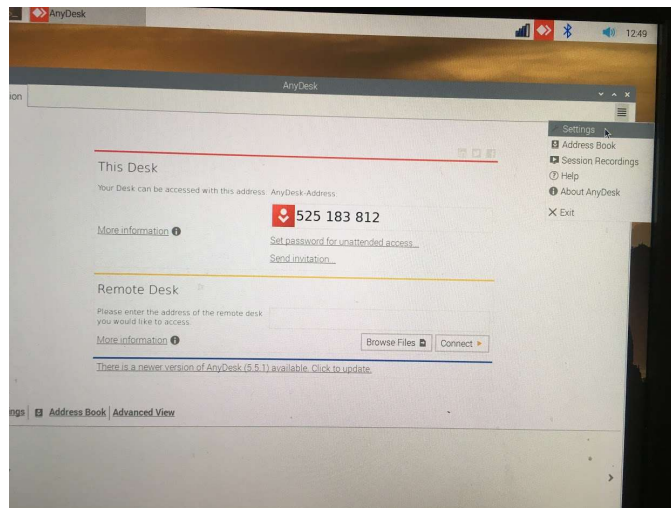 AnyDesk
12:49
AnyDesk
ion
Settings
Address Book
Session Recordings
Help
About AnyDesk
Exit
This Desk
Your Desk can be accessed with this address.
AnyDesk-Address:
525 183 812
More information
Set password for unattended access...
Send invitation...
Remote Desk
Please enter the address of the remote desk
you would like to access.
More information
Browse Files
Connect
There is a newer version of AnyDesk (5.5.1) available. Click to update.
ngs Address Book Advanced View